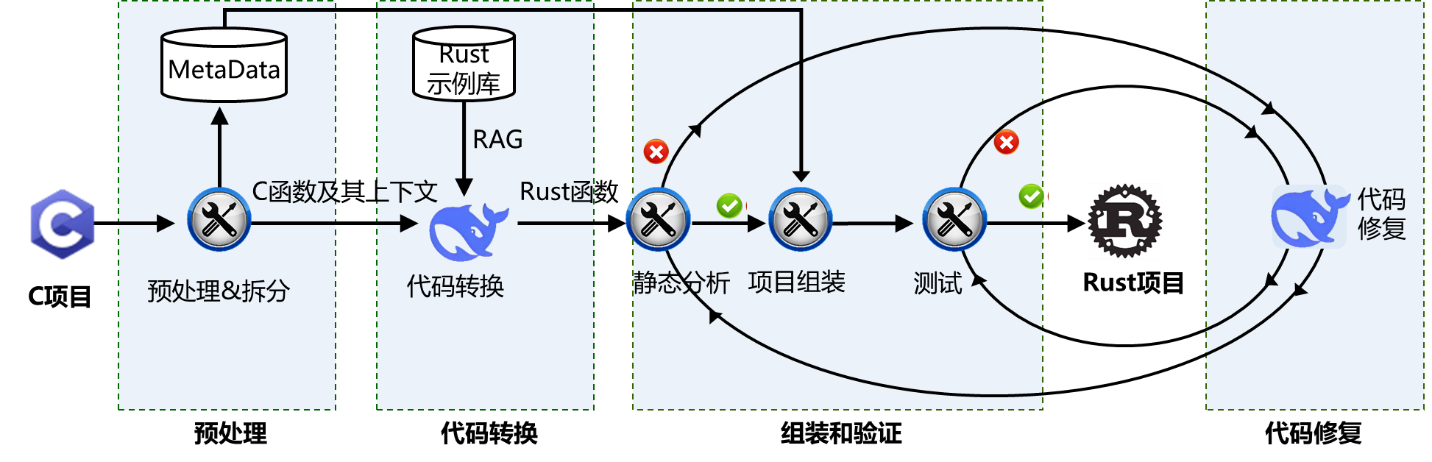 MetaData
Rust
示例库
RAG
C函数及其上下文
Rust函数
C
R
代码
修复
C项目
预处理&拆分
代码转换
静态分析
项目组装
测试
Rust项目
预处理
代码转换
组装和验证
代码修复